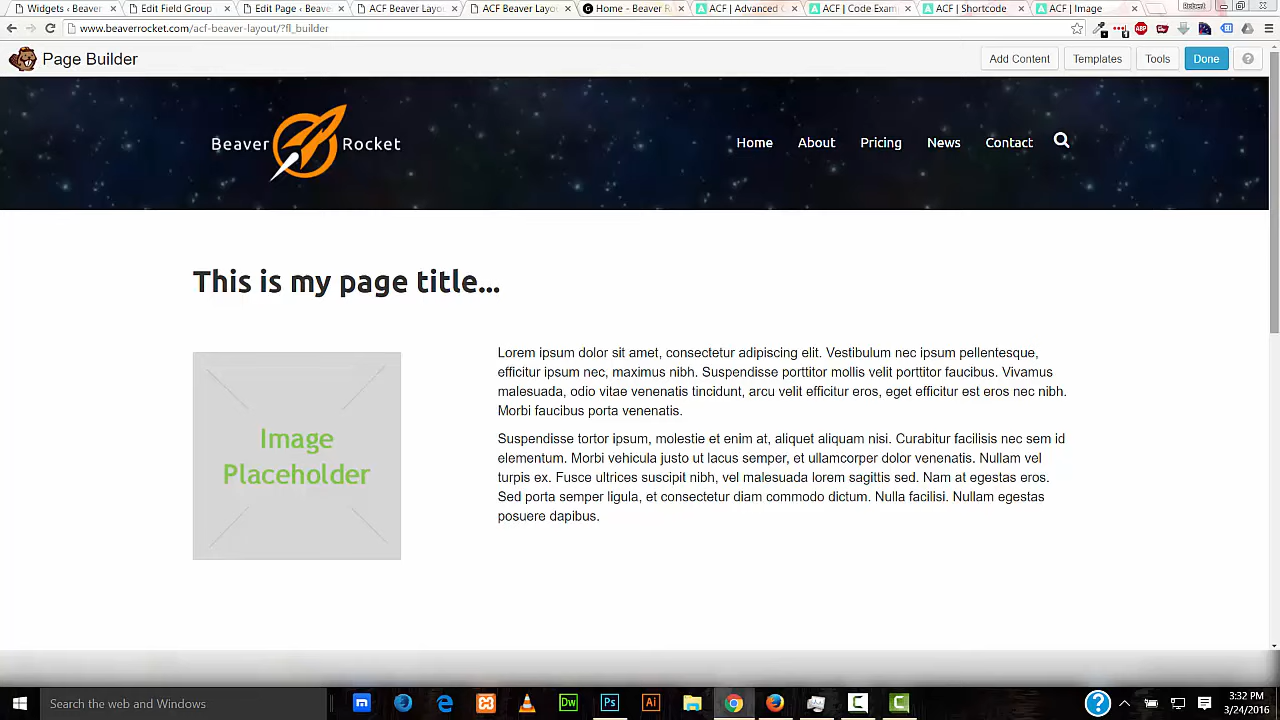 Widgets ‹ Beaver
Edit Field Group
Edit Page ‹ Beave
ACF Beaver Layou
ACF Beaver Layou
Home - Beaver R
ACF | Advanced C
ACF | Code Exam
ACF | Shortcode
ACF | Image
Robert
www.beaverrocket.com/acf-beaver-layout/?fl_builder
ABP
Page Builder
Add Content
Templates
Tools
Done
?
Beaver Rocket
Home
About
Pricing
News
Contact
This is my page title...
Image
Placeholder
Lorem ipsum dolor sit amet, consectetur adipiscing elit. Vestibulum nec ipsum pellentesque,
efficitur ipsum nec, maximus nibh. Suspendisse porttitor mollis velit porttitor faucibus. Vivamus
malesuada, odio vitae venenatis tincidunt, arcu velit efficitur eros, eget efficitur est eros nec nibh.
Morbi faucibus porta venenatis.
Suspendisse tortor ipsum, molestie et enim at, aliquet aliquam nisi. Curabitur facilisis nec sem id
elementum. Morbi vehicula justo ut lacus semper, et ullamcorper dolor venenatis. Nullam vel
turpis ex. Fusce ultrices suscipit nibh, vel malesuada lorem sagittis sed. Nam at egestas eros.
Sed porta semper ligula, et consectetur diam commodo dictum. Nulla facilisi. Nullam egestas
posuere dapibus.
Search the web and Windows
Dw
Ps
Ai
?
3:32 PM
3/24/2016